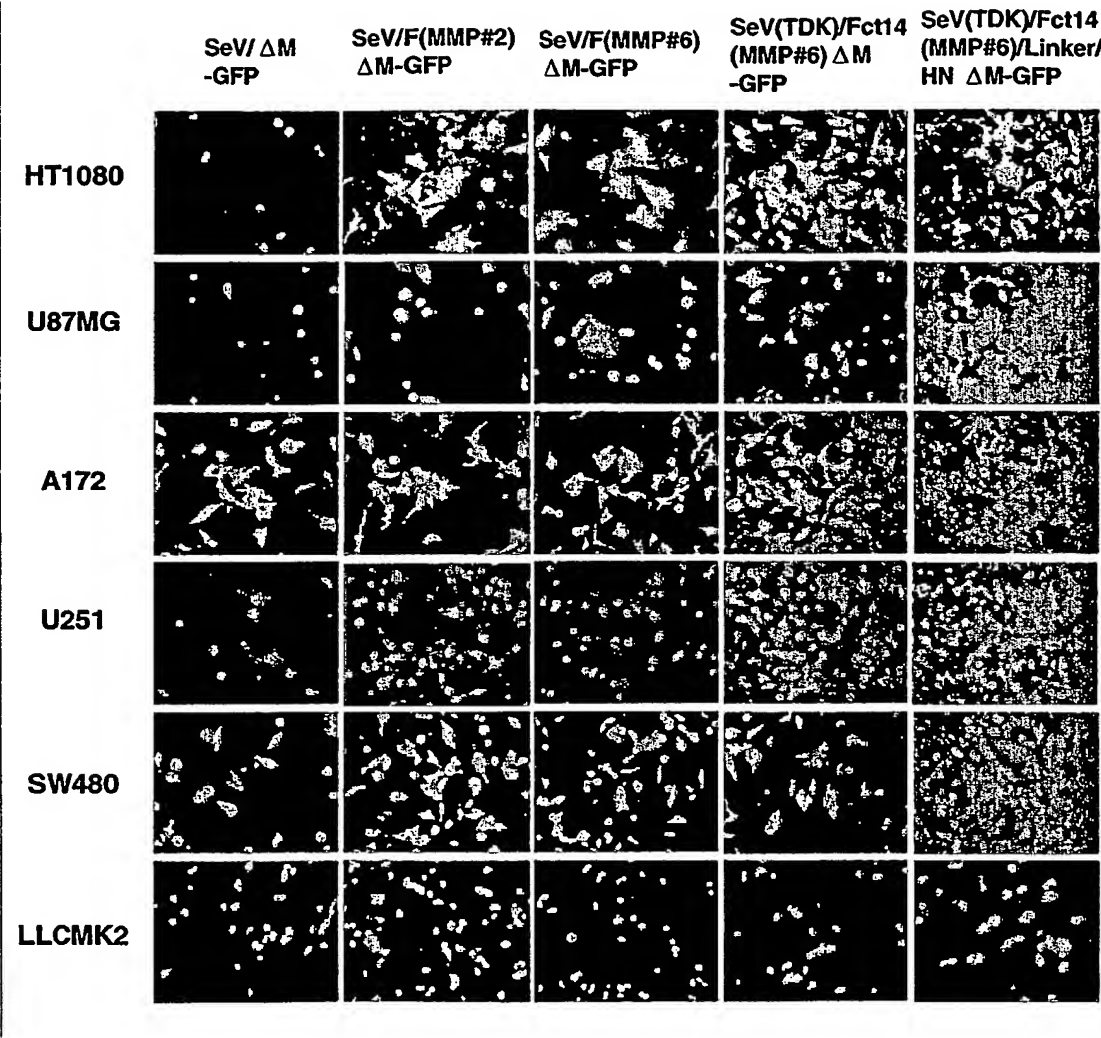 SeV/ ΔM
-GFP
SeV/F(MMP#2)
ΔM-GFP
SeV/F(MMP#6)
ΔM-GFP
SeV(TDK)/Fct14
(MMP#6) ΔM
-GFP
SeV(TDK)/Fct14
(MMP#6)/Linker/
HN ΔM-GFP
HT1080
U87MG
A172
U251
SW480
LLCMK2